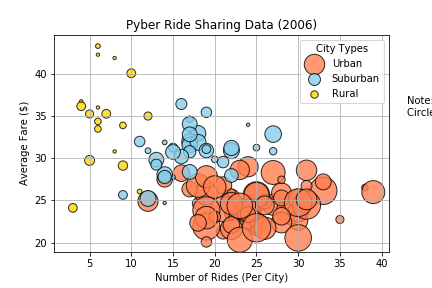 Pyber Ride Sharing Data (2006)
City Types
Urban
Suburban
Rural
Note:
Circle
40
35
30
25
20
Average Fare ($)
5 10 15 20 25 30 35 40
Number of Rides (Per City)